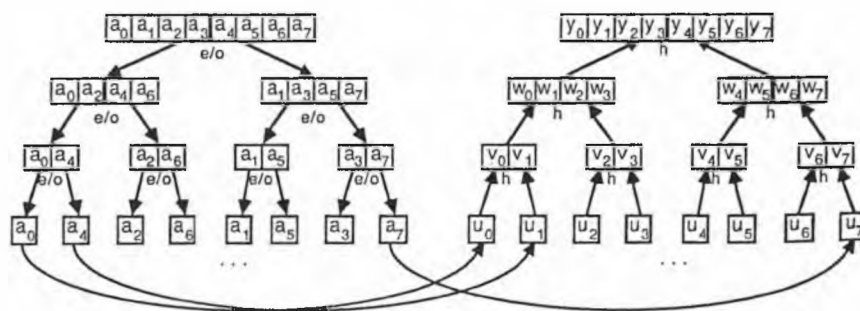 a0 a1 a2 a3 a4 a5 a6 a7 y0 y1 y2 y3 y4 y5 y6 y7
e/o h
a0 a2 a4 a6 a1 a3 a5 a7 w0 w1 w2 w3 w4 w5 w6 w7
e/o e/o h h
a0 a4 a2 a6 a1 a5 a3 a7 v0 v1 v2 v3 v4 v5 v6 v7
e/o e/o e/o e/o h h h h
a0 a4 a2 a6 a1 a5 a3 a7 u0 u1 u2 u3 u4 u5 u6 u7
. . . . . .